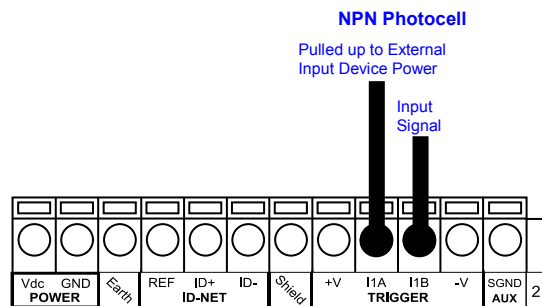 NPN Photocell
Pulled up to External
Input Device Power
Input
Signal
Vdc GND Earth REF ID+ ID- Shield +V I1A I1B -V SGND
POWER ID-NET TRIGGER AUX 2